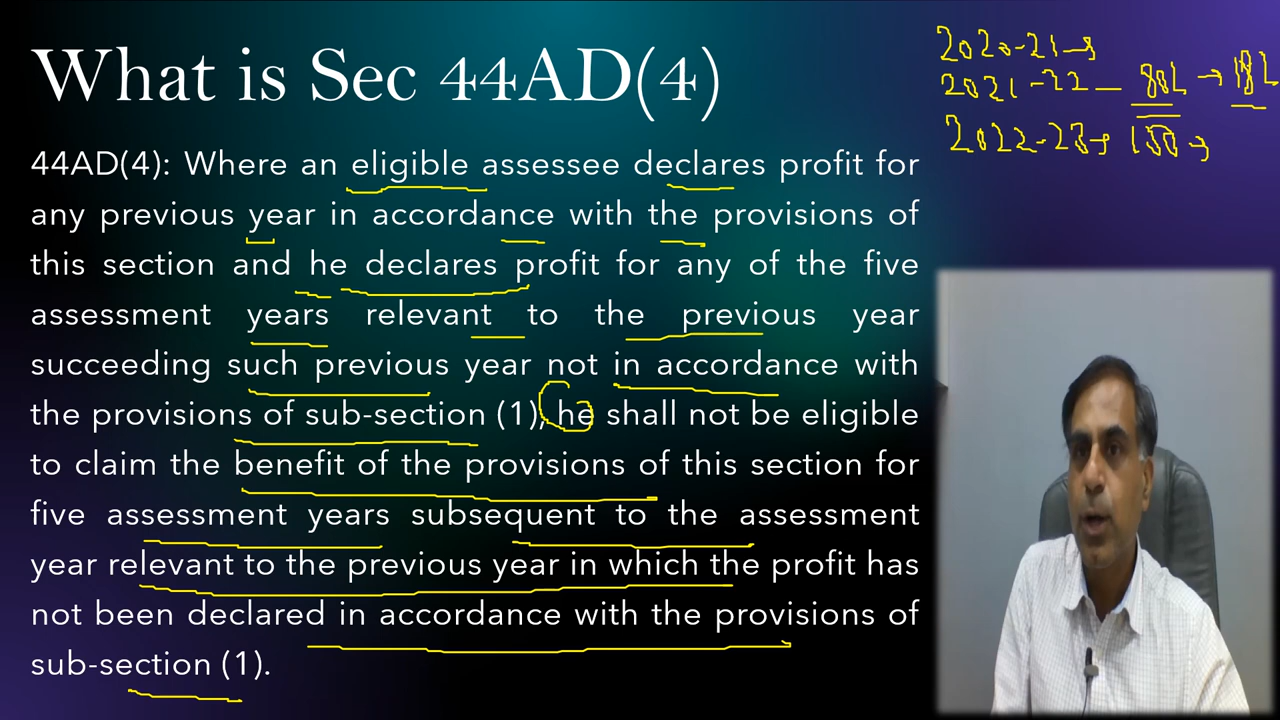 What is Sec 44AD(4)
2020-21→
2021-22— 80L → 18L
2022-23→ 100 →
44AD(4): Where an eligible assessee declares profit for
any previous year in accordance with the provisions of
this section and he declares profit for any of the five
assessment years relevant to the previous year
succeeding such previous year not in accordance with
the provisions of sub-section (1), he shall not be eligible
to claim the benefit of the provisions of this section for
five assessment years subsequent to the assessment
year relevant to the previous year in which the profit has
not been declared in accordance with the provisions of
sub-section (1).